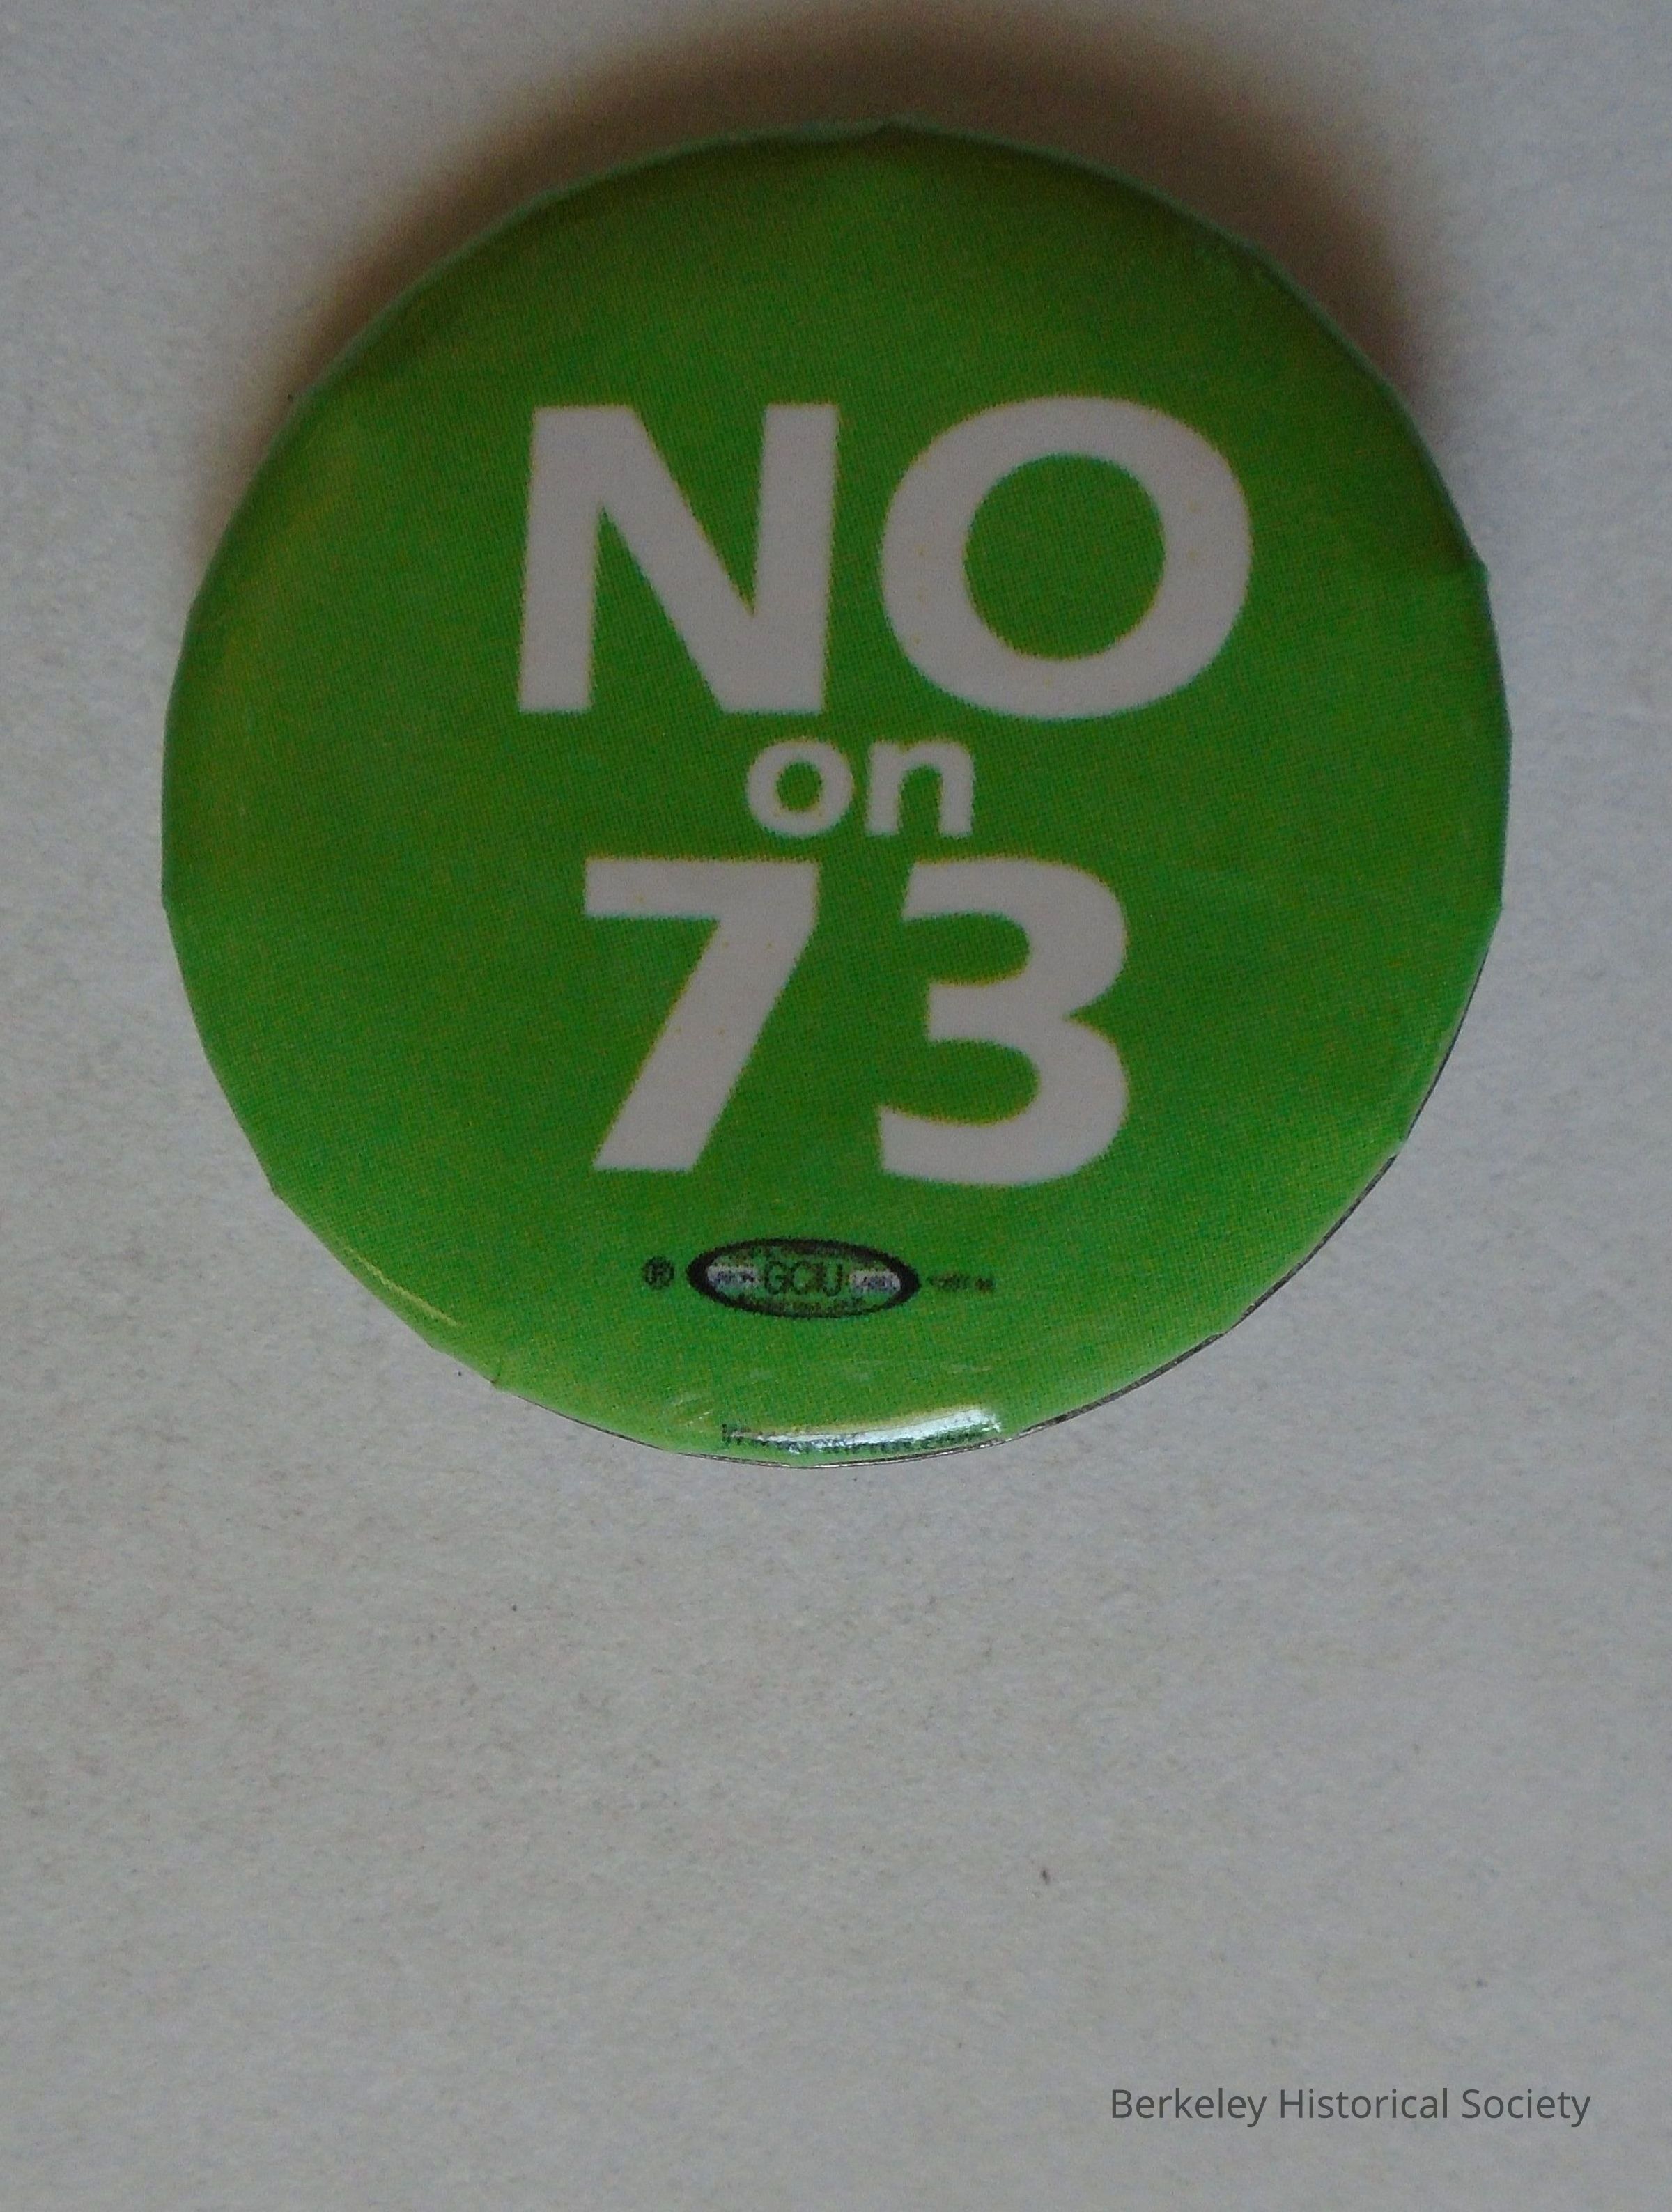 NO
on
73
® GCIU
Berkeley Historical Society